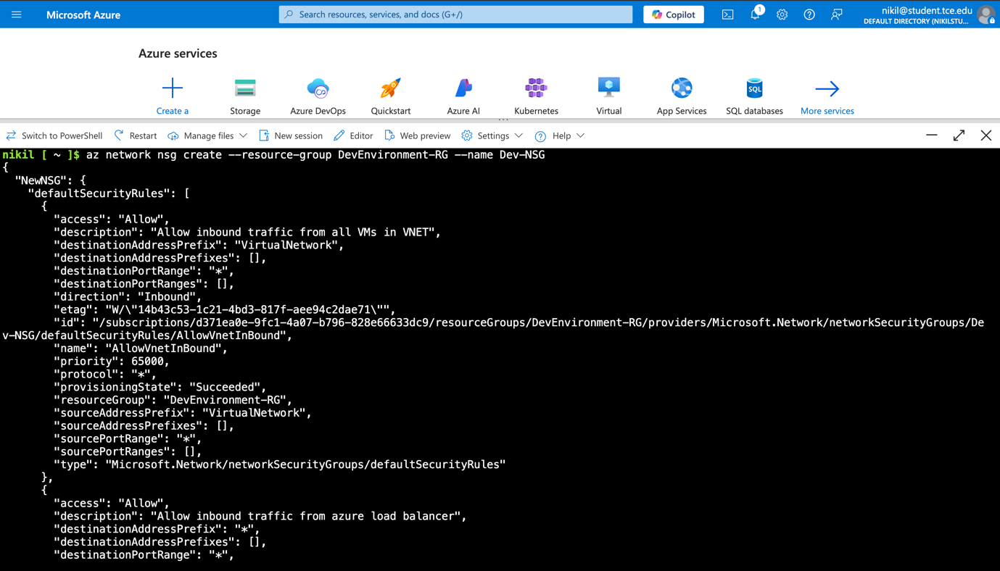 Microsoft Azure
Search resources, services, and docs (G+/)
Copilot
1
nikil@student.tce.edu
DEFAULT DIRECTORY (NIKILSTU...
Azure services
Create a
Storage
Azure DevOps
Quickstart
Azure AI
Kubernetes
Virtual
App Services
SQL
SQL databases
More services
...
Switch to PowerShell
Restart
Manage files
New session
Editor
Web preview
Settings
Help
nikil [ ~ ]$ az network nsg create --resource-group DevEnvironment-RG --name Dev-NSG
{
  "NewNSG": {
    "defaultSecurityRules": [
      {
        "access": "Allow",
        "description": "Allow inbound traffic from all VMs in VNET",
        "destinationAddressPrefix": "VirtualNetwork",
        "destinationAddressPrefixes": [],
        "destinationPortRange": "*",
        "destinationPortRanges": [],
        "direction": "Inbound",
        "etag": "W/\"14b43c53-1c21-4bd3-817f-aee94c2dae71\"",
        "id": "/subscriptions/d371ea0e-9fc1-4a07-b796-828e66633dc9/resourceGroups/DevEnvironment-RG/providers/Microsoft.Network/networkSecurityGroups/De
v-NSG/defaultSecurityRules/AllowVnetInBound",
        "name": "AllowVnetInBound",
        "priority": 65000,
        "protocol": "*",
        "provisioningState": "Succeeded",
        "resourceGroup": "DevEnvironment-RG",
        "sourceAddressPrefix": "VirtualNetwork",
        "sourceAddressPrefixes": [],
        "sourcePortRange": "*",
        "sourcePortRanges": [],
        "type": "Microsoft.Network/networkSecurityGroups/defaultSecurityRules"
      },
      {
        "access": "Allow",
        "description": "Allow inbound traffic from azure load balancer",
        "destinationAddressPrefix": "*",
        "destinationAddressPrefixes": [],
        "destinationPortRange": "*",